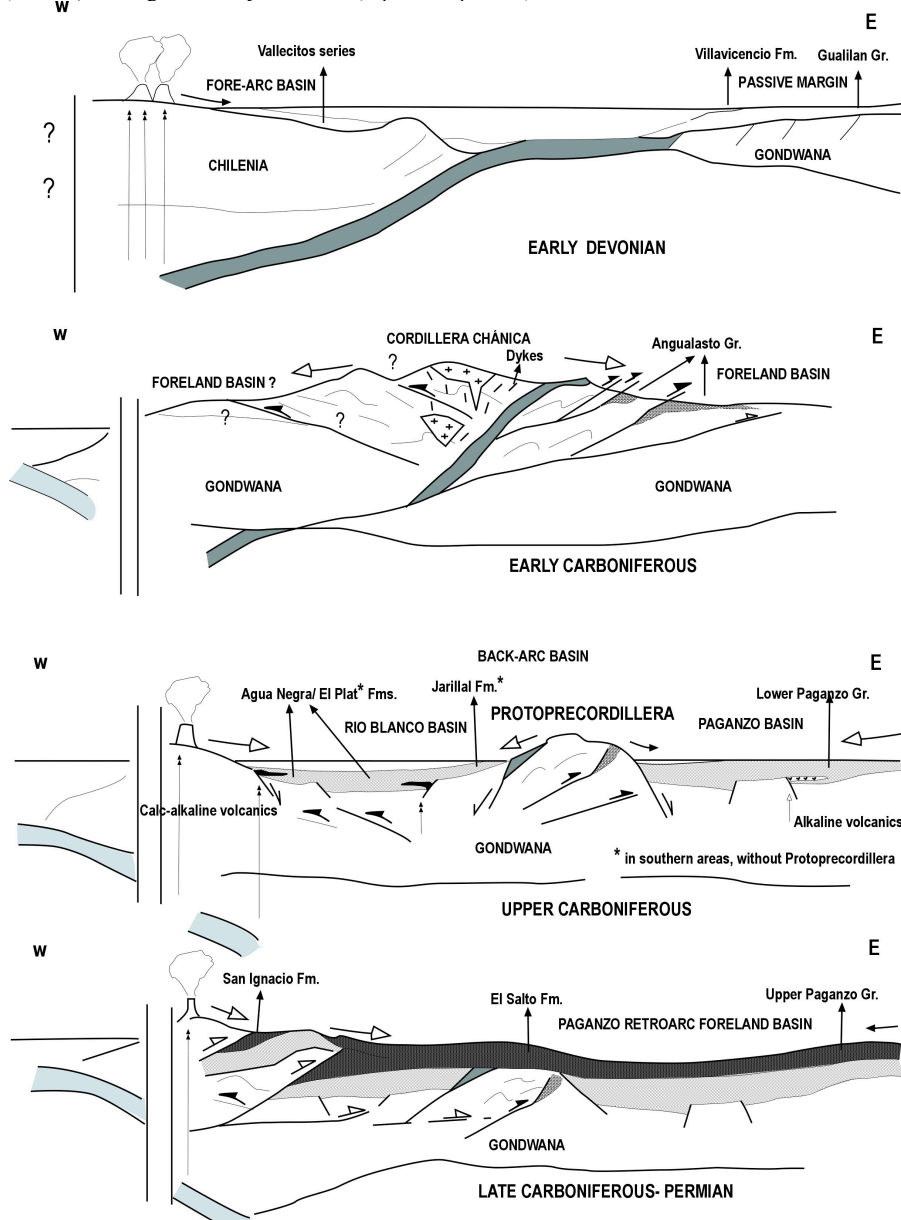 W
E
Vallecitos series
FORE-ARC BASIN
Villavicencio Fm.
Gualilan Gr.
PASSIVE MARGIN
?
?
CHILENIA
GONDWANA
EARLY DEVONIAN
W
E
CORDILLERA CHÁNICA
?
Dykes
Angualasto Gr.
FORELAND BASIN ?
FORELAND BASIN
?
?
?
GONDWANA
GONDWANA
EARLY CARBONIFEROUS
W
E
BACK-ARC BASIN
Agua Negra/ El Plat* Fms.
Jarillal Fm.*
Lower Paganzo Gr.
RIO BLANCO BASIN
PROTOPRECORDILLERA
PAGANZO BASIN
Calc-alkaline volcanics
Alkaline volcanics
GONDWANA
* in southern areas, without Protoprecordillera
UPPER CARBONIFEROUS
W
E
San Ignacio Fm.
El Salto Fm.
Upper Paganzo Gr.
PAGANZO RETROARC FORELAND BASIN
GONDWANA
LATE CARBONIFEROUS- PERMIAN